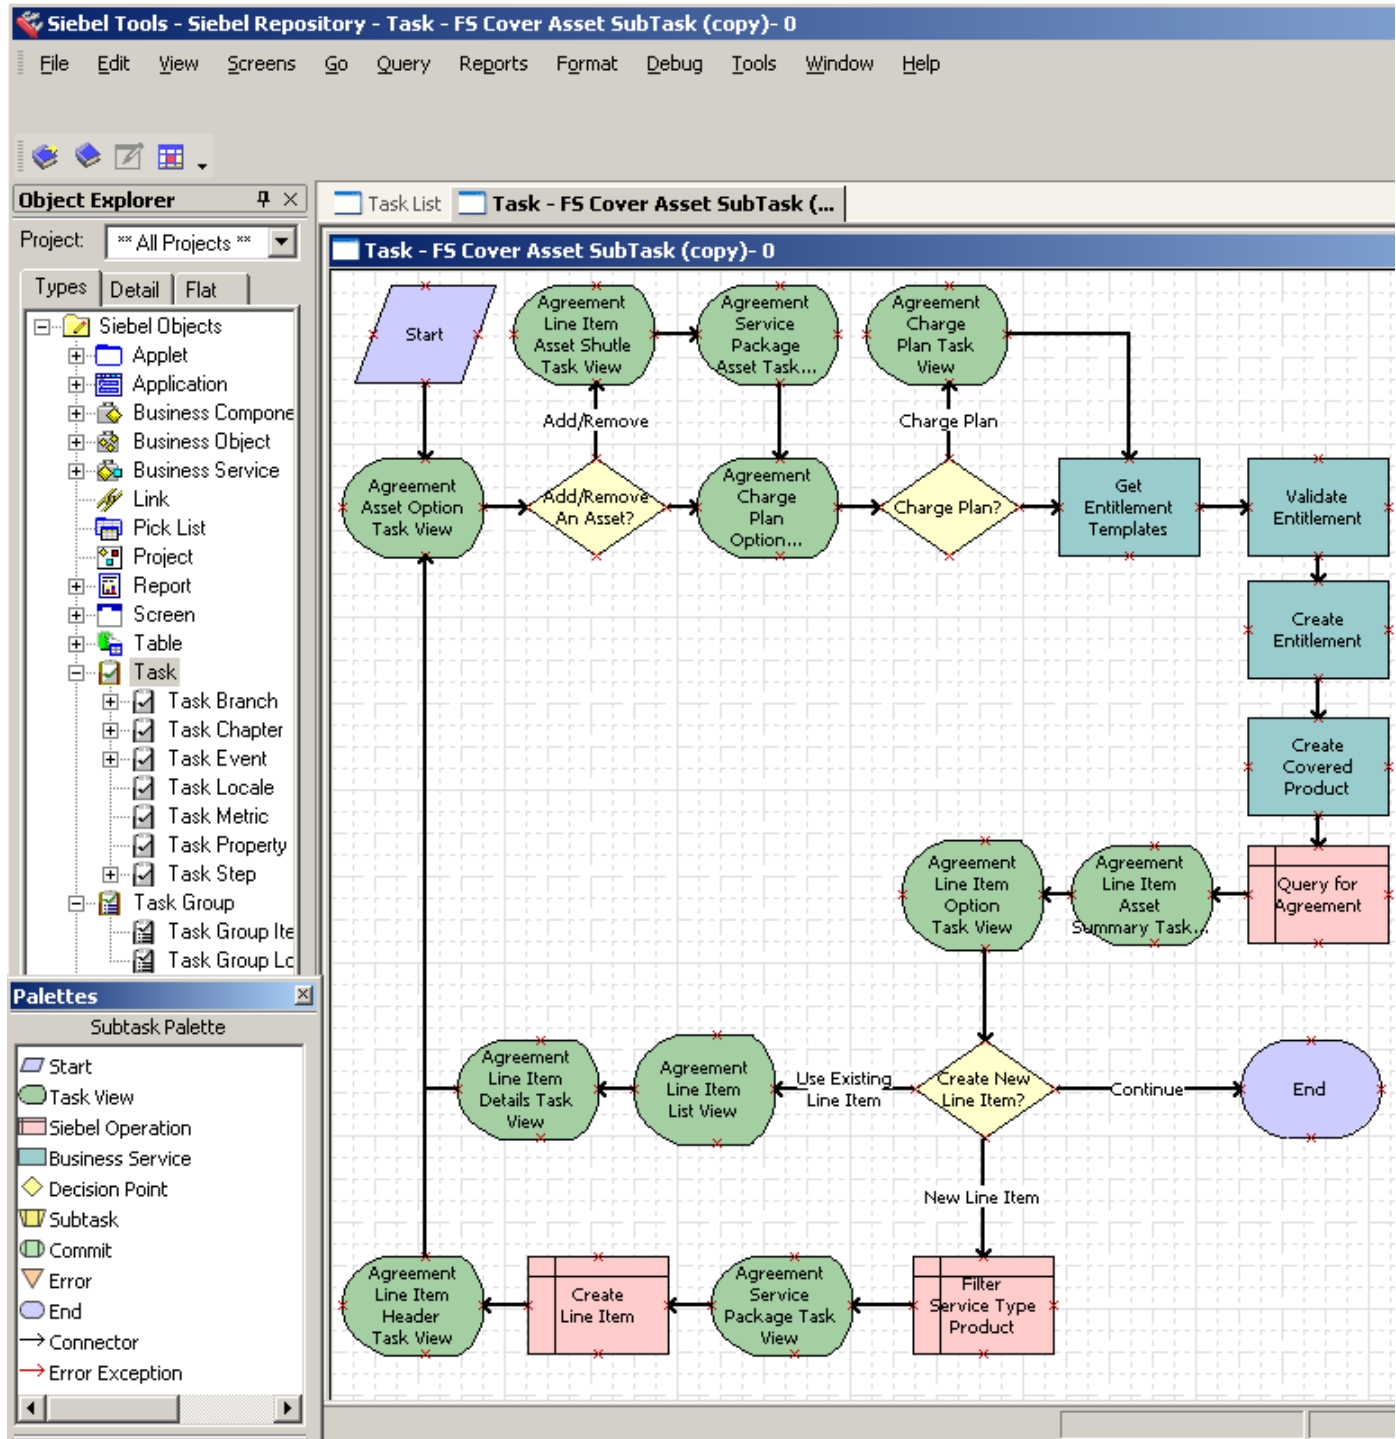 Siebel Tools - Siebel Repository - Task - FS Cover Asset SubTask (copy)- 0
File Edit View Screens Go Query Reports Format Debug Tools Window Help
Object Explorer
Project: ** All Projects **
Types Detail Flat
Siebel Objects
Applet
Application
Business Compone
Business Object
Business Service
Link
Pick List
Project
Report
Screen
Table
Task
Task Branch
Task Chapter
Task Event
Task Locale
Task Metric
Task Property
Task Step
Task Group
Task Group Ite
Task Group Lo
Palettes
Subtask Palette
Start
Task View
Siebel Operation
Business Service
Decision Point
Subtask
Commit
Error
End
Connector
Error Exception
Task List Task - FS Cover Asset SubTask (...
Task - FS Cover Asset SubTask (copy)- 0
Start
Agreement
Line Item
Asset Shutle
Task View
Agreement
Service
Package
Asset Task...
Agreement
Charge
Plan Task
View
Add/Remove
Charge Plan
Agreement
Asset Option
Task View
Add/Remove
An Asset?
Agreement
Charge
Plan
Option...
Charge Plan?
Get
Entitlement
Templates
Validate
Entitlement
Create
Entitlement
Create
Covered
Product
Agreement
Line Item
Option
Task View
Agreement
Line Item
Asset
Summary Task...
Query for
Agreement
Agreement
Line Item
Details Task
View
Agreement
Line Item
List View
Use Existing
Line Item
Create New
Line Item?
Continue
End
New Line Item
Agreement
Line Item
Header
Task View
Create
Line Item
Agreement
Service
Package Task
View
Filter
Service Type
Product